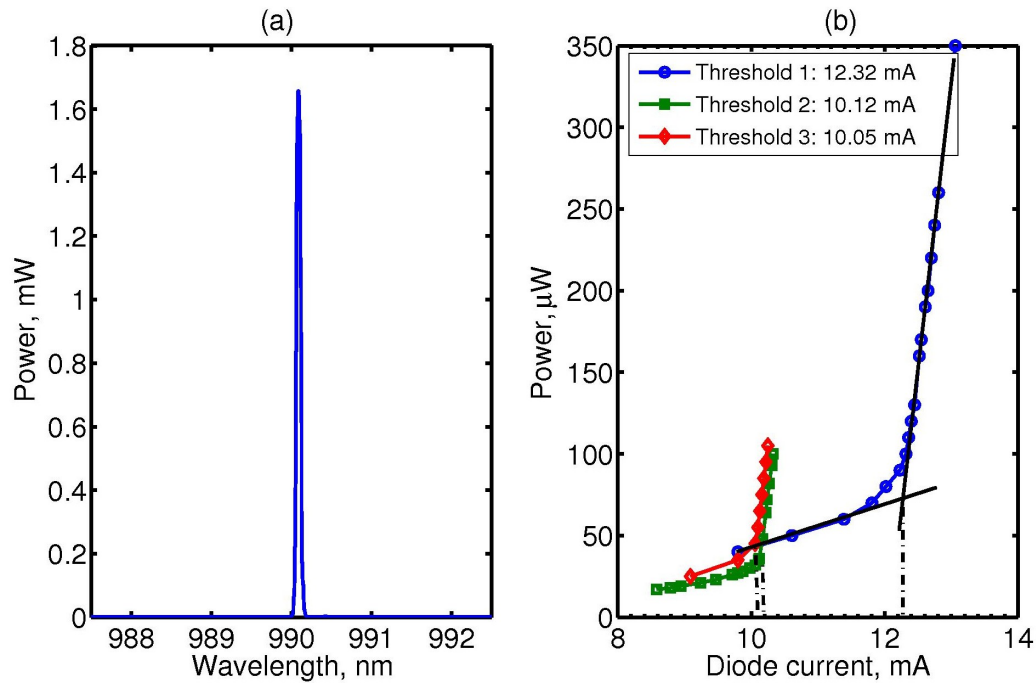 (a)
1.8
1.6
1.4
1.2
1
0.8
0.6
0.4
0.2
0
Power, mW
988 989 990 991 992
Wavelength, nm
(b)
350
300
250
200
150
100
50
0
Power, μW
Threshold 1: 12.32 mA
Threshold 2: 10.12 mA
Threshold 3: 10.05 mA
8 10 12 14
Diode current, mA